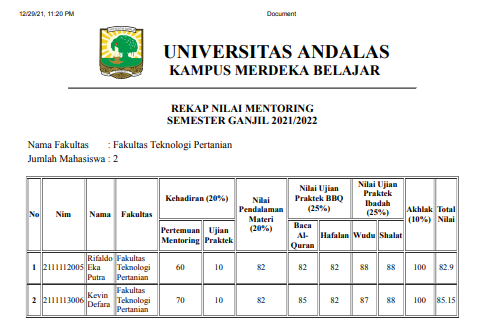 12/29/21, 11:20 PM Document
UNIVERSITAS ANDALAS
KAMPUS MERDEKA BELAJAR
REKAP NILAI MENTORING
SEMESTER GANJIL 2021/2022
Nama Fakultas : Fakultas Teknologi Pertanian
Jumlah Mahasiswa : 2
No Nim Nama Fakultas Kehadiran (20%) Nilai Pendalaman Materi (20%) Nilai Ujian Praktek BBQ (25%) Nilai Ujian Praktek Ibadah (25%) Akhlak (10%) Total Nilai
Pertemuan Mentoring Ujian Praktek Baca Al-Quran Hafalan Wudu Shalat
1 2111112005 Rifaldo Eka Putra Fakultas Teknologi Pertanian 60 10 82 82 82 88 88 100 82.9
2 2111113006 Kevin Defara Fakultas Teknologi Pertanian 70 10 82 85 82 87 88 100 85.15